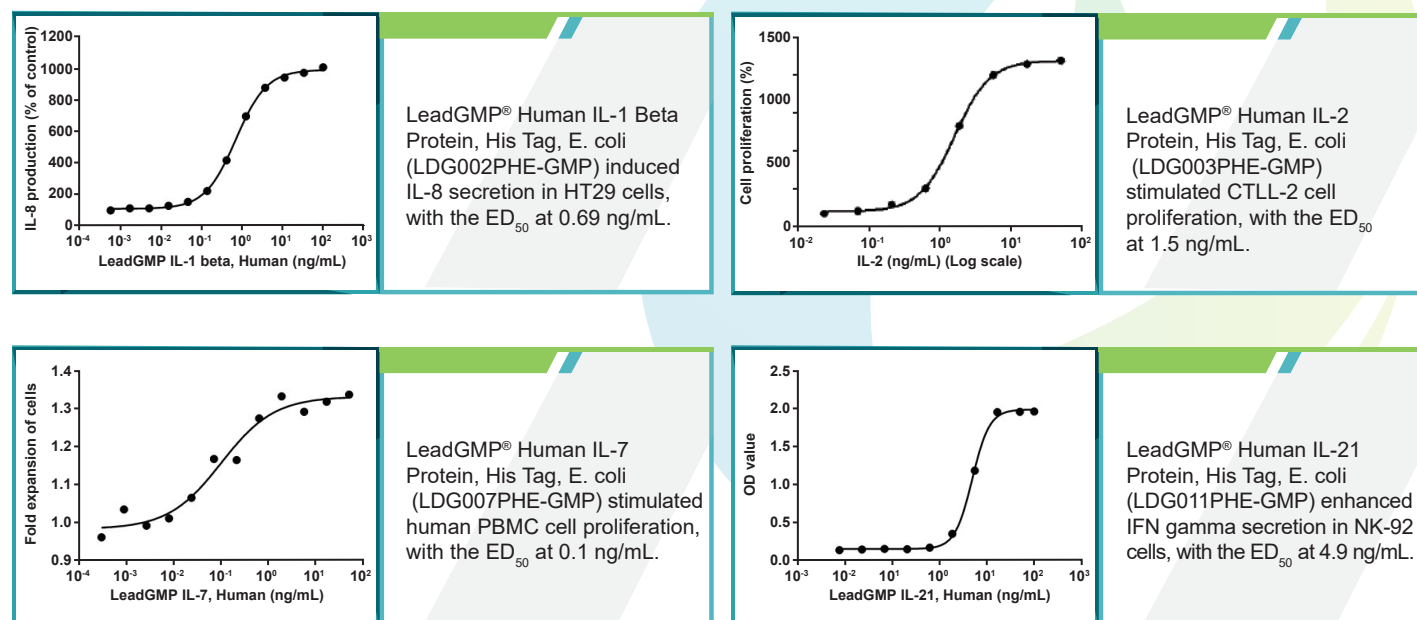 IL-8 production (% of control)
1200
1000
800
600
400
200
0
10⁻⁴ 10⁻³ 10⁻² 10⁻¹ 10⁰ 10¹ 10² 10³
LeadGMP IL-1 beta, Human (ng/mL)
LeadGMP® Human IL-1 Beta
Protein, His Tag, E. coli
(LDG002PHE-GMP) induced
IL-8 secretion in HT29 cells,
with the ED₅₀ at 0.69 ng/mL.
Cell proliferation (%)
1500
1000
500
0
10⁻² 10⁻¹ 10⁰ 10¹ 10²
IL-2 (ng/mL) (Log scale)
LeadGMP® Human IL-2
Protein, His Tag, E. coli
(LDG003PHE-GMP)
stimulated CTLL-2 cell
proliferation, with the ED₅₀
at 1.5 ng/mL.
Fold expansion of cells
1.4
1.3
1.2
1.1
1.0
0.9
10⁻⁴ 10⁻³ 10⁻² 10⁻¹ 10⁰ 10¹ 10²
LeadGMP IL-7, Human (ng/mL)
LeadGMP® Human IL-7
Protein, His Tag, E. coli
(LDG007PHE-GMP) stimulated
human PBMC cell proliferation,
with the ED₅₀ at 0.1 ng/mL.
OD value
2.5
2.0
1.5
1.0
0.5
0.0
10⁻³ 10⁻² 10⁻¹ 10⁰ 10¹ 10² 10³
LeadGMP IL-21, Human (ng/mL)
LeadGMP® Human IL-21
Protein, His Tag, E. coli
(LDG011PHE-GMP) enhanced
IFN gamma secretion in NK-92
cells, with the ED₅₀ at 4.9 ng/mL.